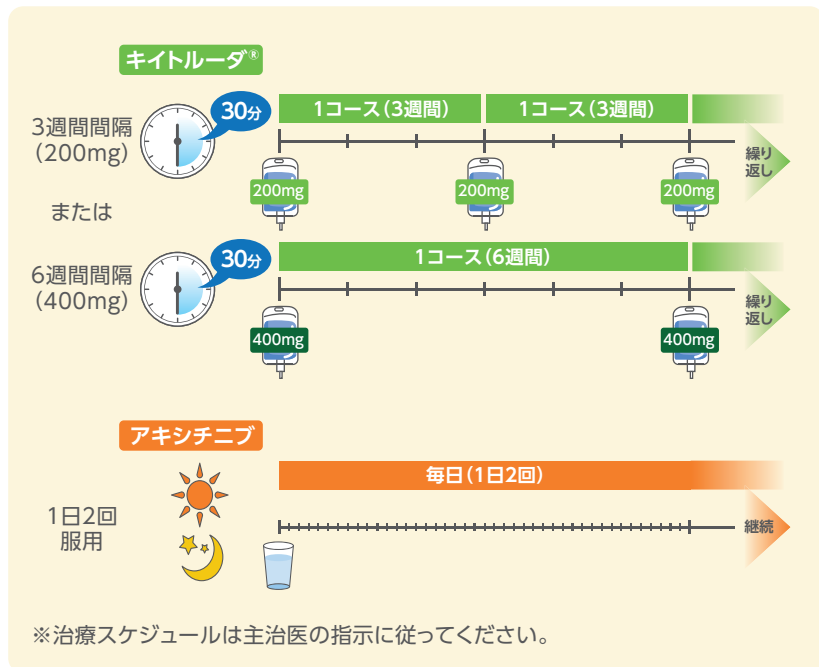 キイトルーダ®
3週間間隔
(200mg)
30分
1コース(3週間)
1コース(3週間)
繰り
返し
200mg
200mg
200mg
または
6週間間隔
(400mg)
30分
1コース(6週間)
繰り
返し
400mg
400mg
アキシチニブ
1日2回
服用
毎日(1日2回)
継続
※治療スケジュールは主治医の指示に従ってください。